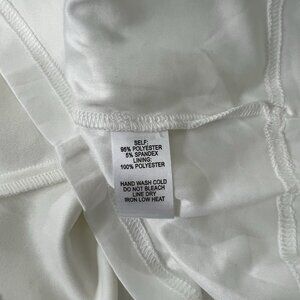 SELF:
95% POLYESTER
5% SPANDEX
LINING:
100% POLYESTER
HAND WASH COLD
DO NOT BLEACH
LINE DRY
IRON LOW HEAT